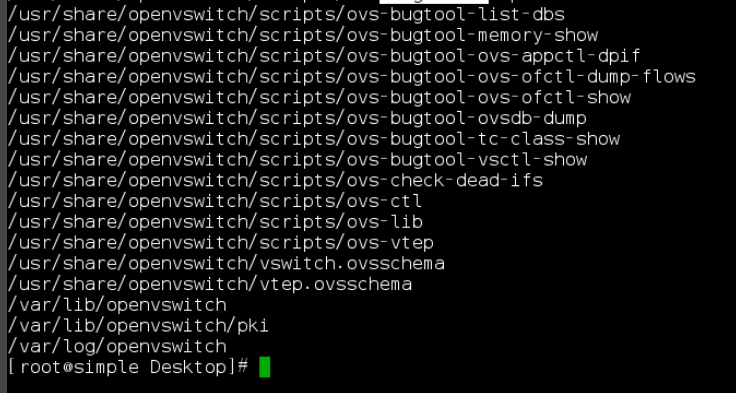 /usr/share/openvswitch/scripts/ovs-bugtool-list-dbs
/usr/share/openvswitch/scripts/ovs-bugtool-memory-show
/usr/share/openvswitch/scripts/ovs-bugtool-ovs-appctl-dpif
/usr/share/openvswitch/scripts/ovs-bugtool-ovs-ofctl-dump-flows
/usr/share/openvswitch/scripts/ovs-bugtool-ovs-ofctl-show
/usr/share/openvswitch/scripts/ovs-bugtool-ovsdb-dump
/usr/share/openvswitch/scripts/ovs-bugtool-tc-class-show
/usr/share/openvswitch/scripts/ovs-bugtool-vsctl-show
/usr/share/openvswitch/scripts/ovs-check-dead-ifs
/usr/share/openvswitch/scripts/ovs-ctl
/usr/share/openvswitch/scripts/ovs-lib
/usr/share/openvswitch/scripts/ovs-vtep
/usr/share/openvswitch/vswitch.ovsschema
/usr/share/openvswitch/vtep.ovsschema
/var/lib/openvswitch
/var/lib/openvswitch/pki
/var/log/openvswitch
[root@simple Desktop]#